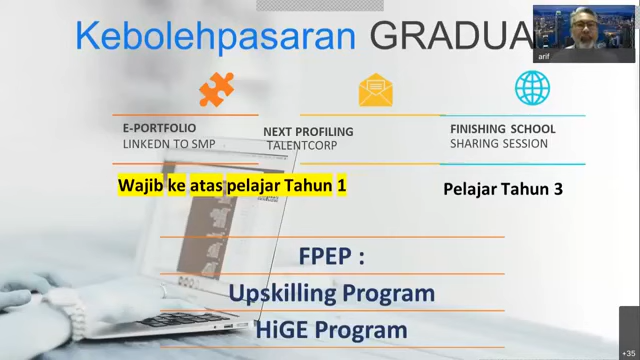 Kebolehpasaran GRADUA
arif
E-PORTFOLIO
LINKEDN TO SMP
NEXT PROFILING
TALENTCORP
FINISHING SCHOOL
SHARING SESSION
Wajib ke atas pelajar Tahun 1
Pelajar Tahun 3
FPEP :
Upskilling Program
HiGE Program
+35